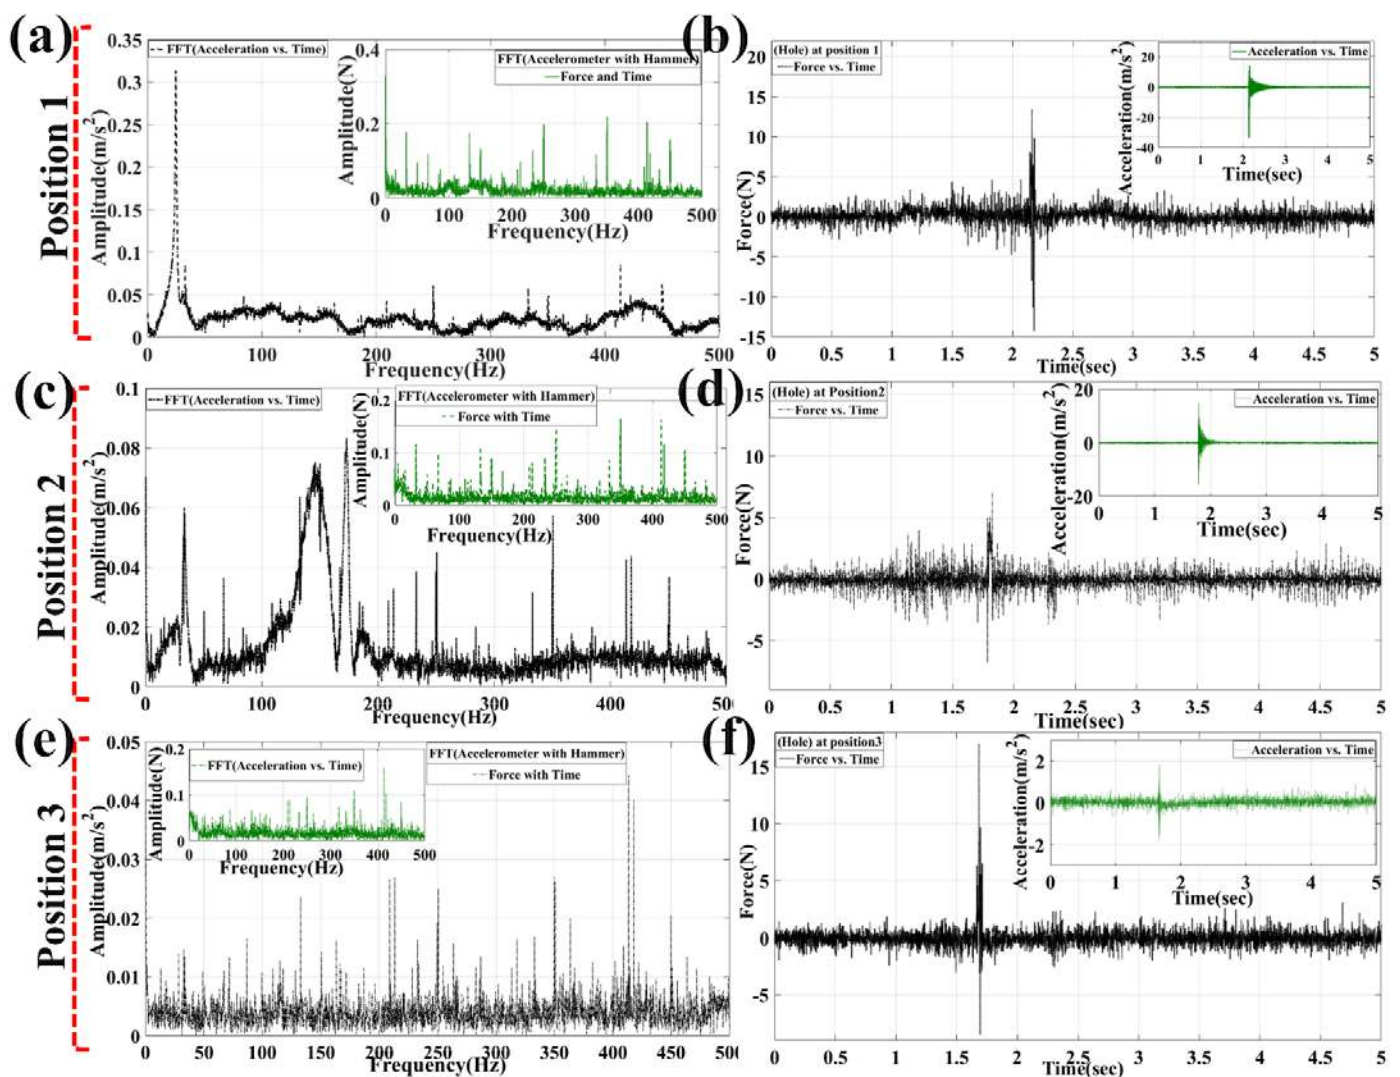 (a)
Position 1
Amplitude(m/s²)
0.35
0.3
0.25
0.2
0.15
0.1
0.05
0
FFT(Acceleration vs. Time)
Amplitude(N)
0.4
0.2
0
FFT(Accelerometer with Hammer)
Force and Time
0 100 200 300 400 500
Frequency(Hz)
0 100 200 300 400 500
Frequency(Hz)
(b)
Force(N)
20
15
10
5
0
-5
-10
-15
(Hole) at position 1
Force vs. Time
Acceleration(m/s²)
20
0
-20
-40
Acceleration vs. Time
0 1 2 3 4 5
Time(sec)
0 0.5 1 1.5 2 2.5 3 3.5 4 4.5 5
Time(sec)
(c)
Position 2
Amplitude(m/s²)
0.1
0.08
0.06
0.04
0.02
0
FFT(Acceleration vs. Time)
Amplitude(N)
0.2
0.1
0
FFT(Accelerometer with Hammer)
Force with Time
0 100 200 300 400 500
Frequency(Hz)
0 100 200 300 400 500
Frequency(Hz)
(d)
Force(N)
15
10
5
0
-5
(Hole) at Position2
Force vs. Time
Acceleration(m/s²)
20
0
-20
Acceleration vs. Time
0 1 2 3 4 5
Time(sec)
0 0.5 1 1.5 2 2.5 3 3.5 4 4.5 5
Time(sec)
(e)
Position 3
Amplitude(m/s²)
0.05
0.04
0.03
0.02
0.01
0
Amplitude(N)
0.2
0.1
0
FFT(Acceleration vs. Time)
0 100 200 300 400 500
Frequency(Hz)
FFT(Accelerometer with Hammer)
Force with Time
0 50 100 150 200 250 300 350 400 450 500
Frequency(Hz)
(f)
Force(N)
15
10
5
0
-5
(Hole) at position3
Force vs. Time
Acceleration(m/s²)
2
0
-2
Acceleration vs. Time
0 1 2 3 4 5
Time(sec)
0 0.5 1 1.5 2 2.5 3 3.5 4 4.5 5
Time(sec)